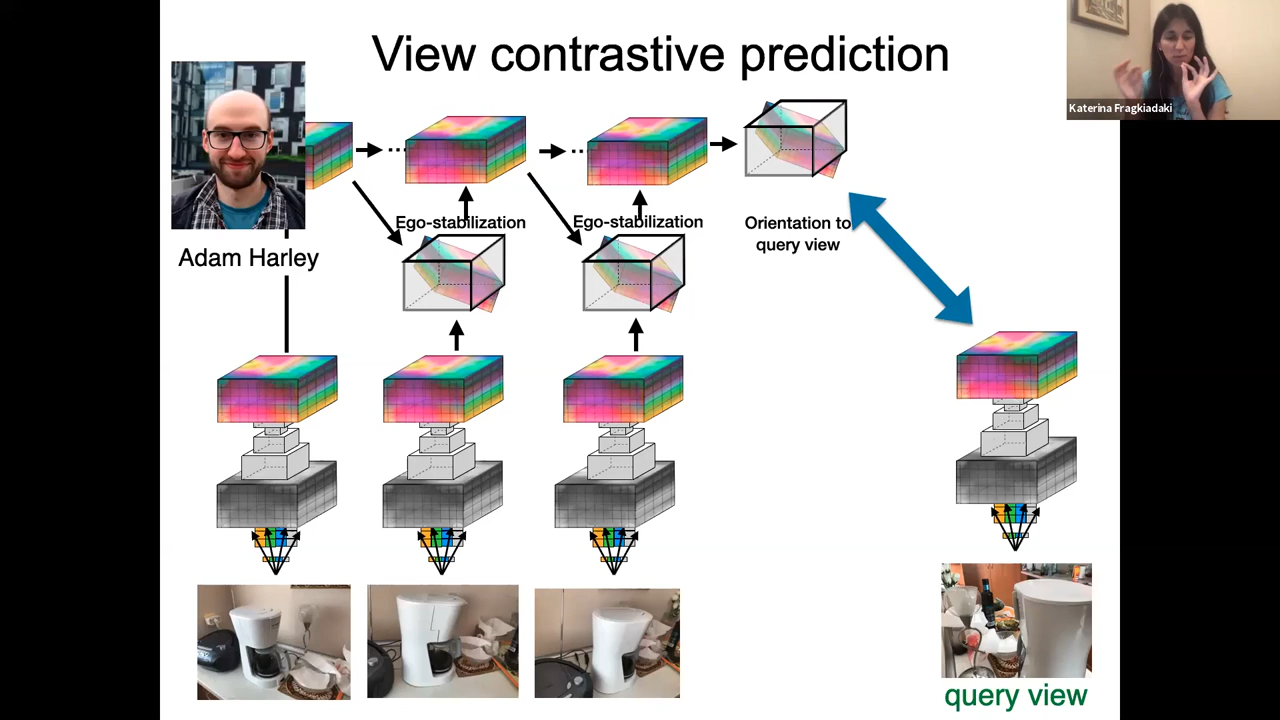 View contrastive prediction
Katerina Fragkiadaki
Ego-stabilization
Ego-stabilization
Orientation to
query view
Adam Harley
query view